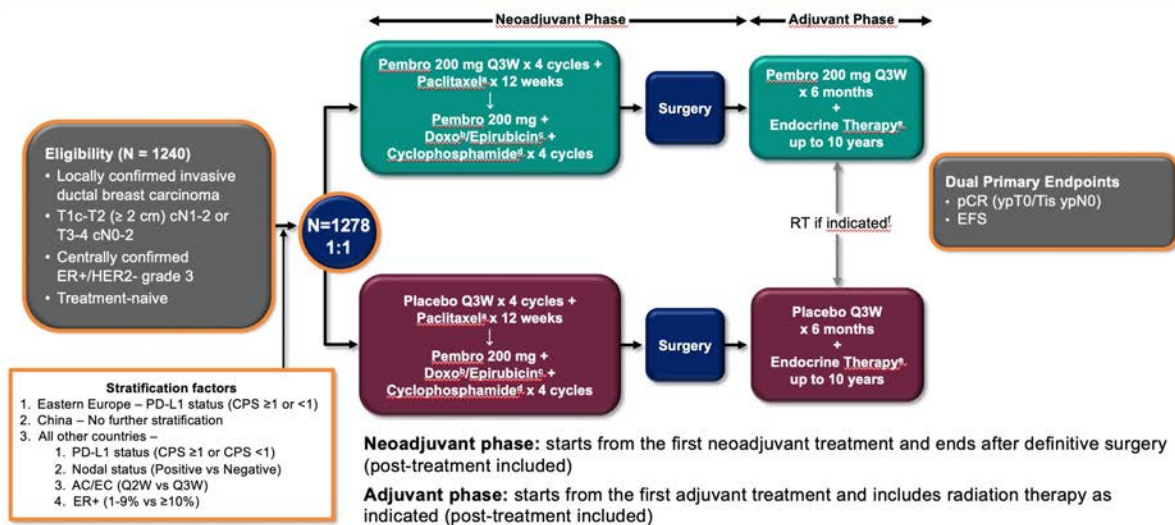 Neoadjuvant Phase
Adjuvant Phase
Eligibility (N = 1240)
• Locally confirmed invasive
ductal breast carcinoma
• T1c-T2 (≥ 2 cm) cN1-2 or
T3-4 cN0-2
• Centrally confirmed
ER+/HER2- grade 3
• Treatment-naive
N=1278
1:1
Pembro 200 mg Q3W x 4 cycles +
Paclitaxelᵃ x 12 weeks
↓
Pembro 200 mg +
Doxoᵇ/Epirubicinᶜ +
Cyclophosphamideᵈ x 4 cycles
Surgery
Pembro 200 mg Q3W
x 6 months
+
Endocrine Therapyᵉ
up to 10 years
RT if indicatedᶠ
Dual Primary Endpoints
• pCR (ypT0/Tis ypN0)
• EFS
Placebo Q3W x 4 cycles +
Paclitaxelᵃ x 12 weeks
↓
Pembro 200 mg +
Doxoᵇ/Epirubicinᶜ +
Cyclophosphamideᵈ x 4 cycles
Surgery
Placebo Q3W
x 6 months
+
Endocrine Therapyᵉ
up to 10 years
Stratification factors
1. Eastern Europe – PD-L1 status (CPS ≥1 or <1)
2. China – No further stratification
3. All other countries –
1. PD-L1 status (CPS ≥1 or CPS <1)
2. Nodal status (Positive vs Negative)
3. AC/EC (Q2W vs Q3W)
4. ER+ (1-9% vs ≥10%)
Neoadjuvant phase: starts from the first neoadjuvant treatment and ends after definitive surgery
(post-treatment included)
Adjuvant phase: starts from the first adjuvant treatment and includes radiation therapy as
indicated (post-treatment included)